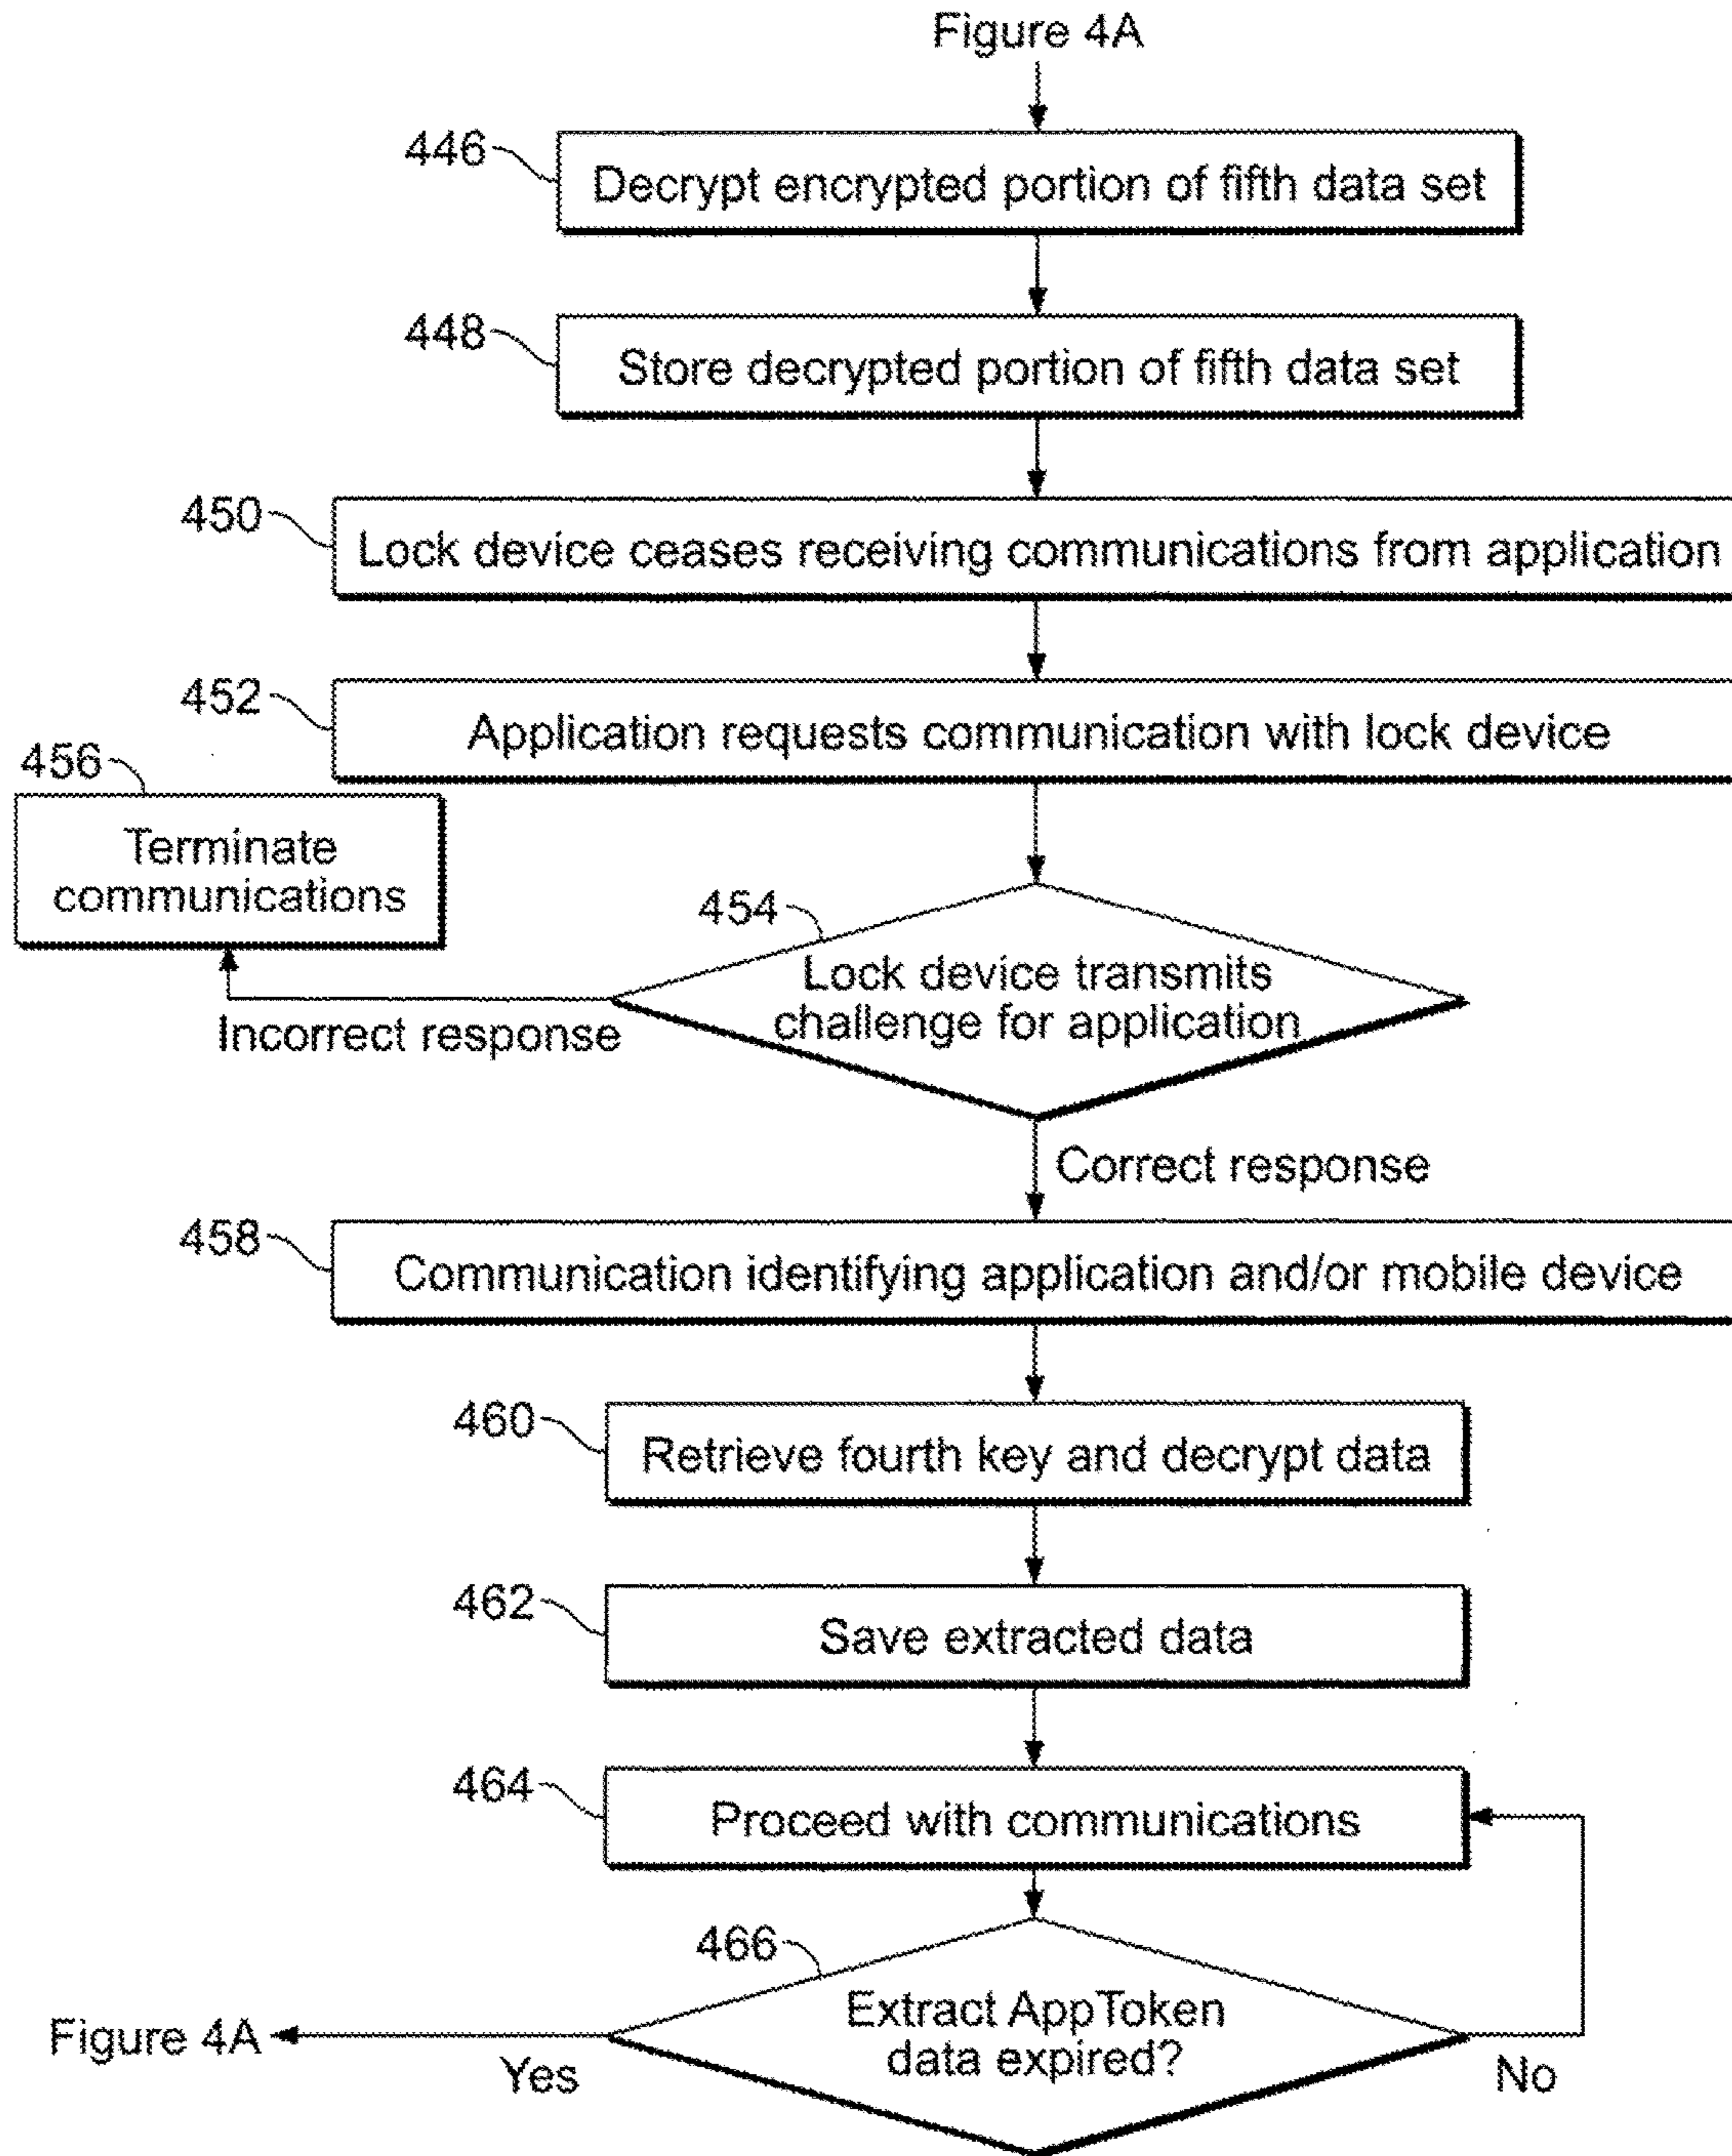 Figure 4A
446
Decrypt encrypted portion of fifth data set
448
Store decrypted portion of fifth data set
450
Lock device ceases receiving communications from application
452
Application requests communication with lock device
456
Terminate
communications
454
Lock device transmits
challenge for application
Incorrect response
Correct response
458
Communication identifying application and/or mobile device
460
Retrieve fourth key and decrypt data
462
Save extracted data
464
Proceed with communications
466
Extract AppToken
data expired?
Figure 4A
Yes
No